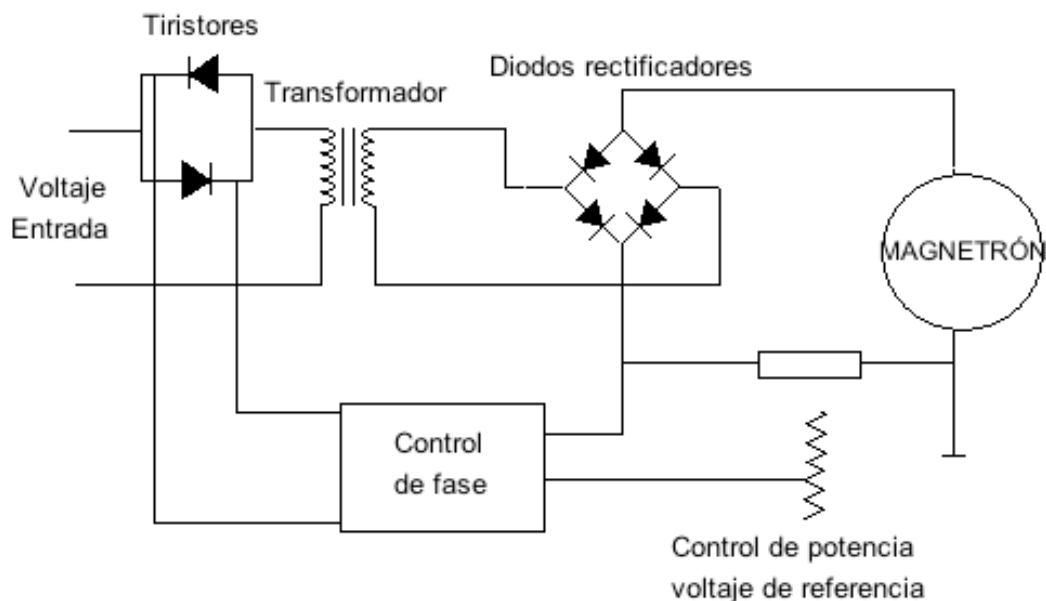 Tiristores
Diodos rectificadores
Transformador
Voltaje
Entrada
MAGNETRÓN
Control
de fase
Control de potencia
voltaje de referencia